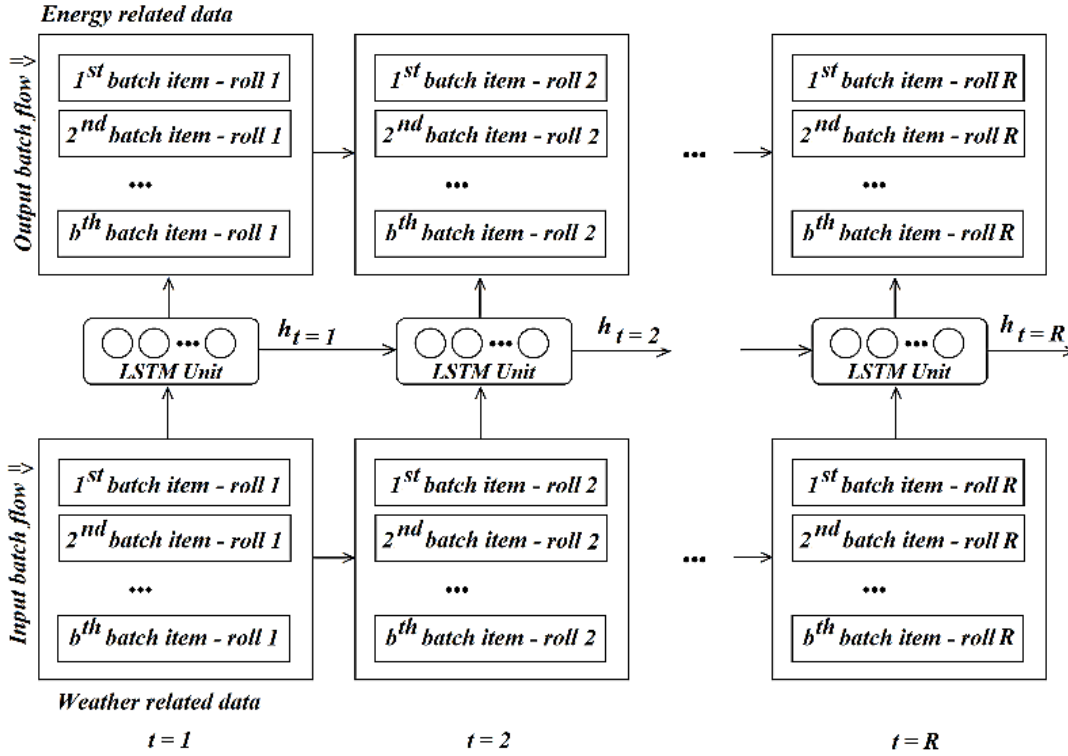 Energy related data
Output batch flow ⇒
1st batch item - roll 1
2nd batch item - roll 1
...
bth batch item - roll 1
1st batch item - roll 2
2nd batch item - roll 2
...
bth batch item - roll 2
...
1st batch item - roll R
2nd batch item - roll R
...
bth batch item - roll R
... LSTM Unit
h t = 1
... LSTM Unit
h t = 2
... LSTM Unit
h t = R
Input batch flow ⇒
1st batch item - roll 1
2nd batch item - roll 1
...
bth batch item - roll 1
1st batch item - roll 2
2nd batch item - roll 2
...
bth batch item - roll 2
...
1st batch item - roll R
2nd batch item - roll R
...
bth batch item - roll R
Weather related data
t = 1
t = 2
t = R